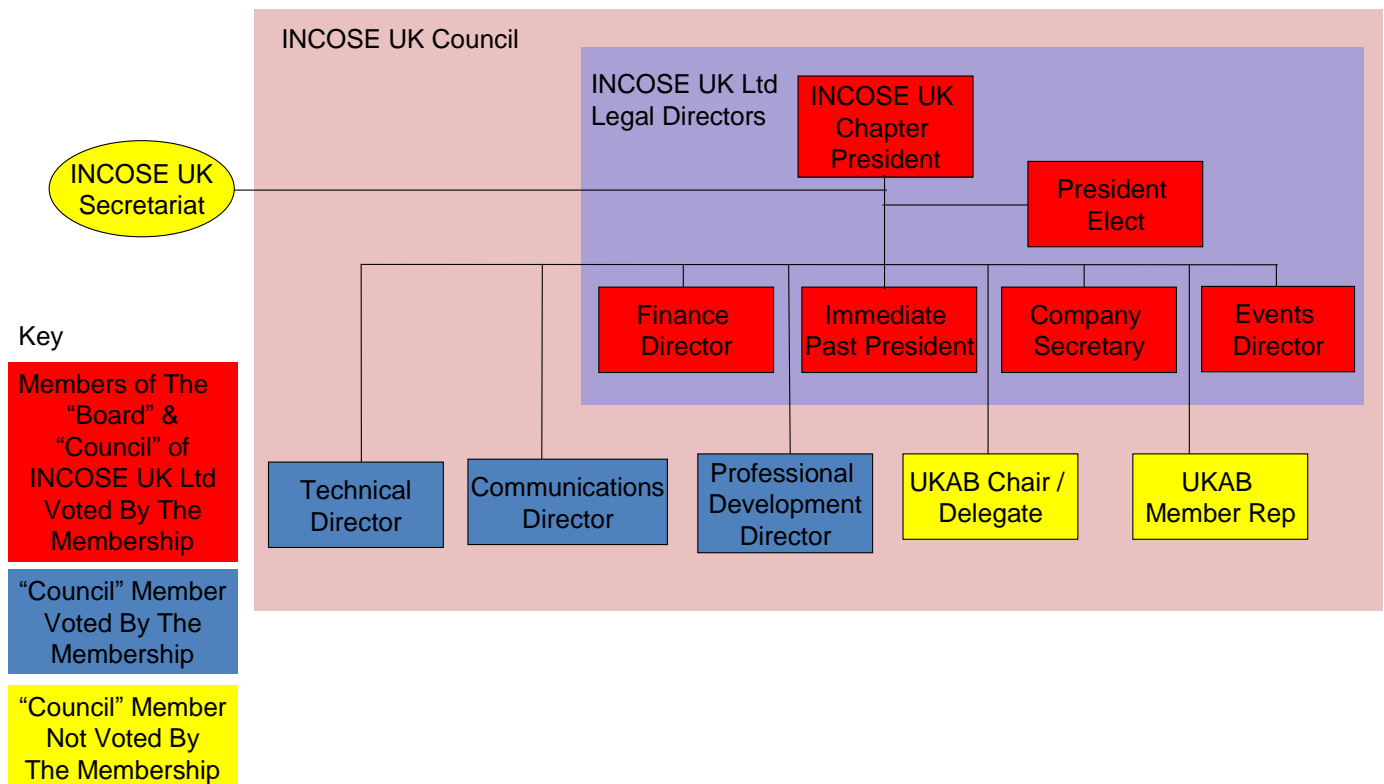 INCOSE UK Council
INCOSE UK Ltd
Legal Directors
INCOSE UK
Chapter
President
INCOSE UK
Secretariat
President
Elect
Finance
Director
Immediate
Past President
Company
Secretary
Events
Director
Technical
Director
Communications
Director
Professional
Development
Director
UKAB Chair /
Delegate
UKAB
Member Rep
Key
Members of The
“Board” &
“Council” of
INCOSE UK Ltd
Voted By The
Membership
“Council” Member
Voted By The
Membership
“Council” Member
Not Voted By
The Membership